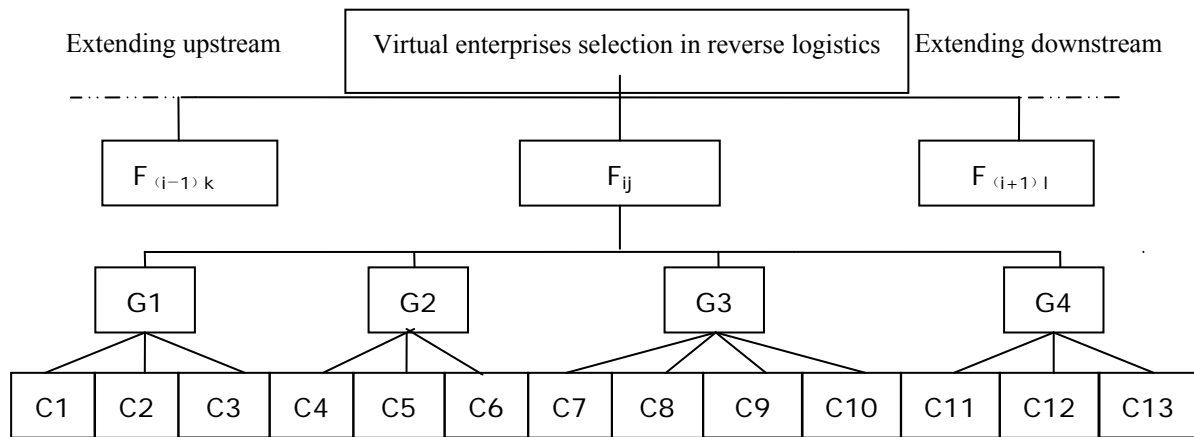 Extending upstream
Virtual enterprises selection in reverse logistics
Extending downstream
F（i−1）k
Fij
F（i+1）l
G1
G2
G3
G4
C1
C2
C3
C4
C5
C6
C7
C8
C9
C10
C11
C12
C13